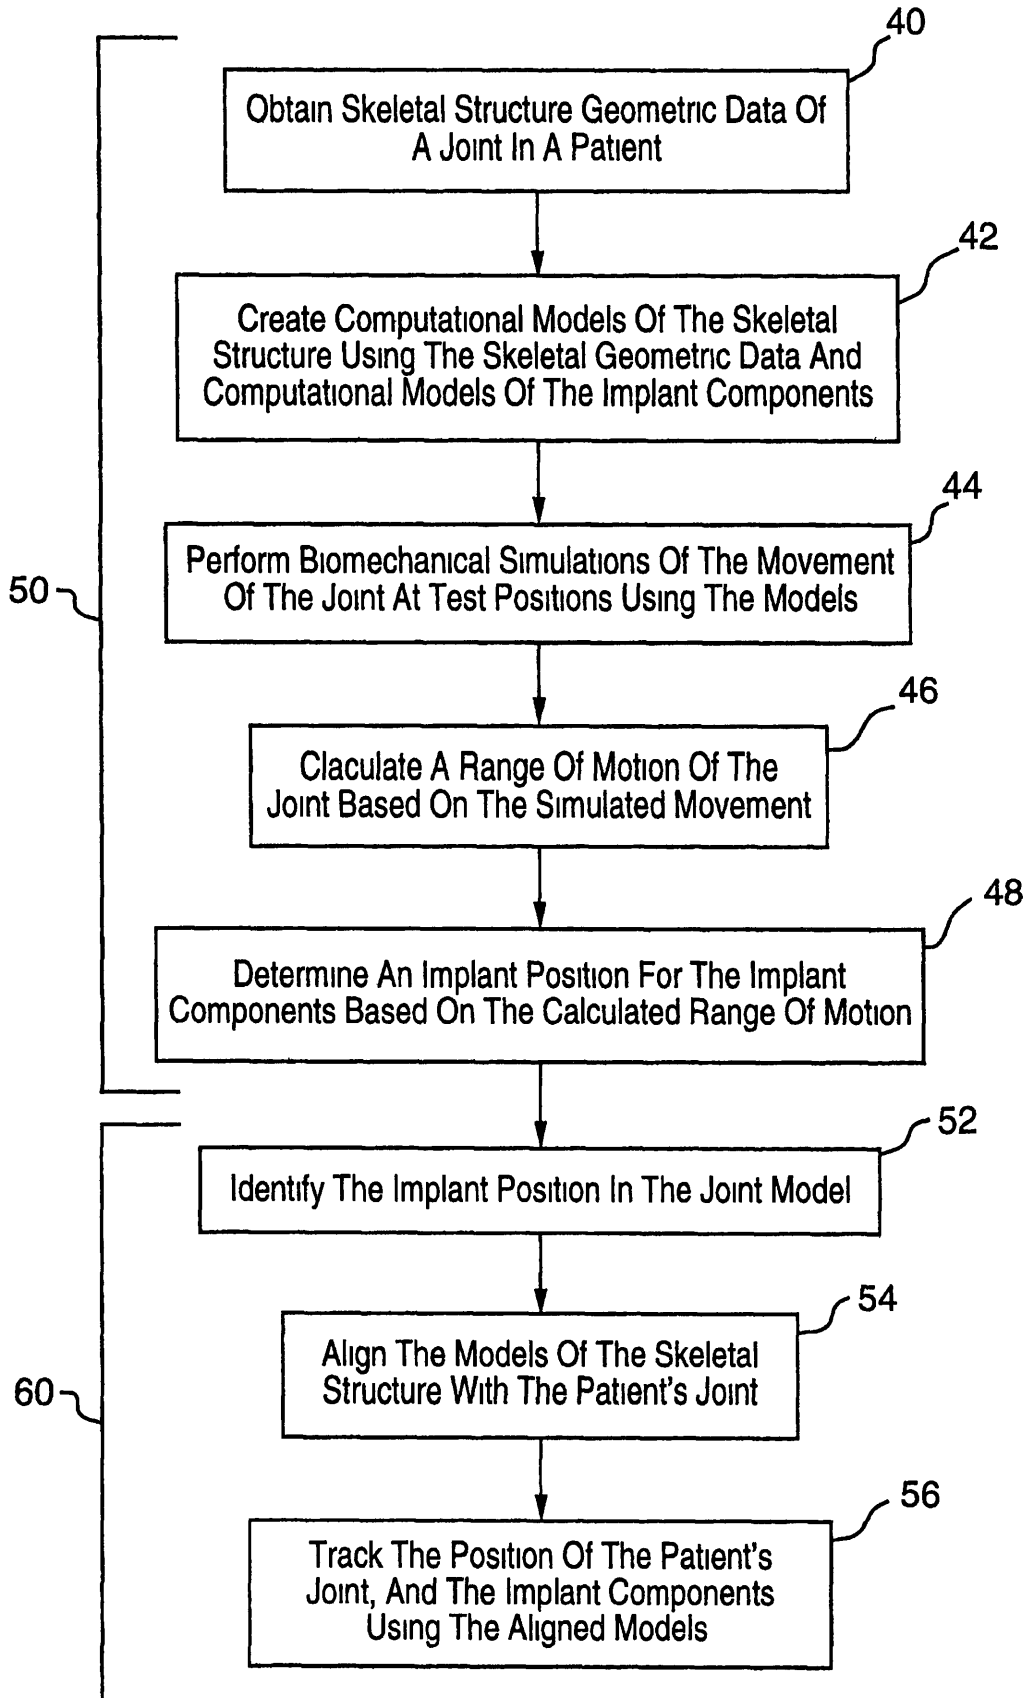 40
Obtain Skeletal Structure Geometric Data Of
A Joint In A Patient
42
Create Computational Models Of The Skeletal
Structure Using The Skeletal Geometric Data And
Computational Models Of The Implant Components
44
Perform Biomechanical Simulations Of The Movement
Of The Joint At Test Positions Using The Models
50
46
Claculate A Range Of Motion Of The
Joint Based On The Simulated Movement
48
Determine An Implant Position For The Implant
Components Based On The Calculated Range Of Motion
52
Identify The Implant Position In The Joint Model
54
Align The Models Of The Skeletal
Structure With The Patient's Joint
60
56
Track The Position Of The Patient's
Joint, And The Implant Components
Using The Aligned Models